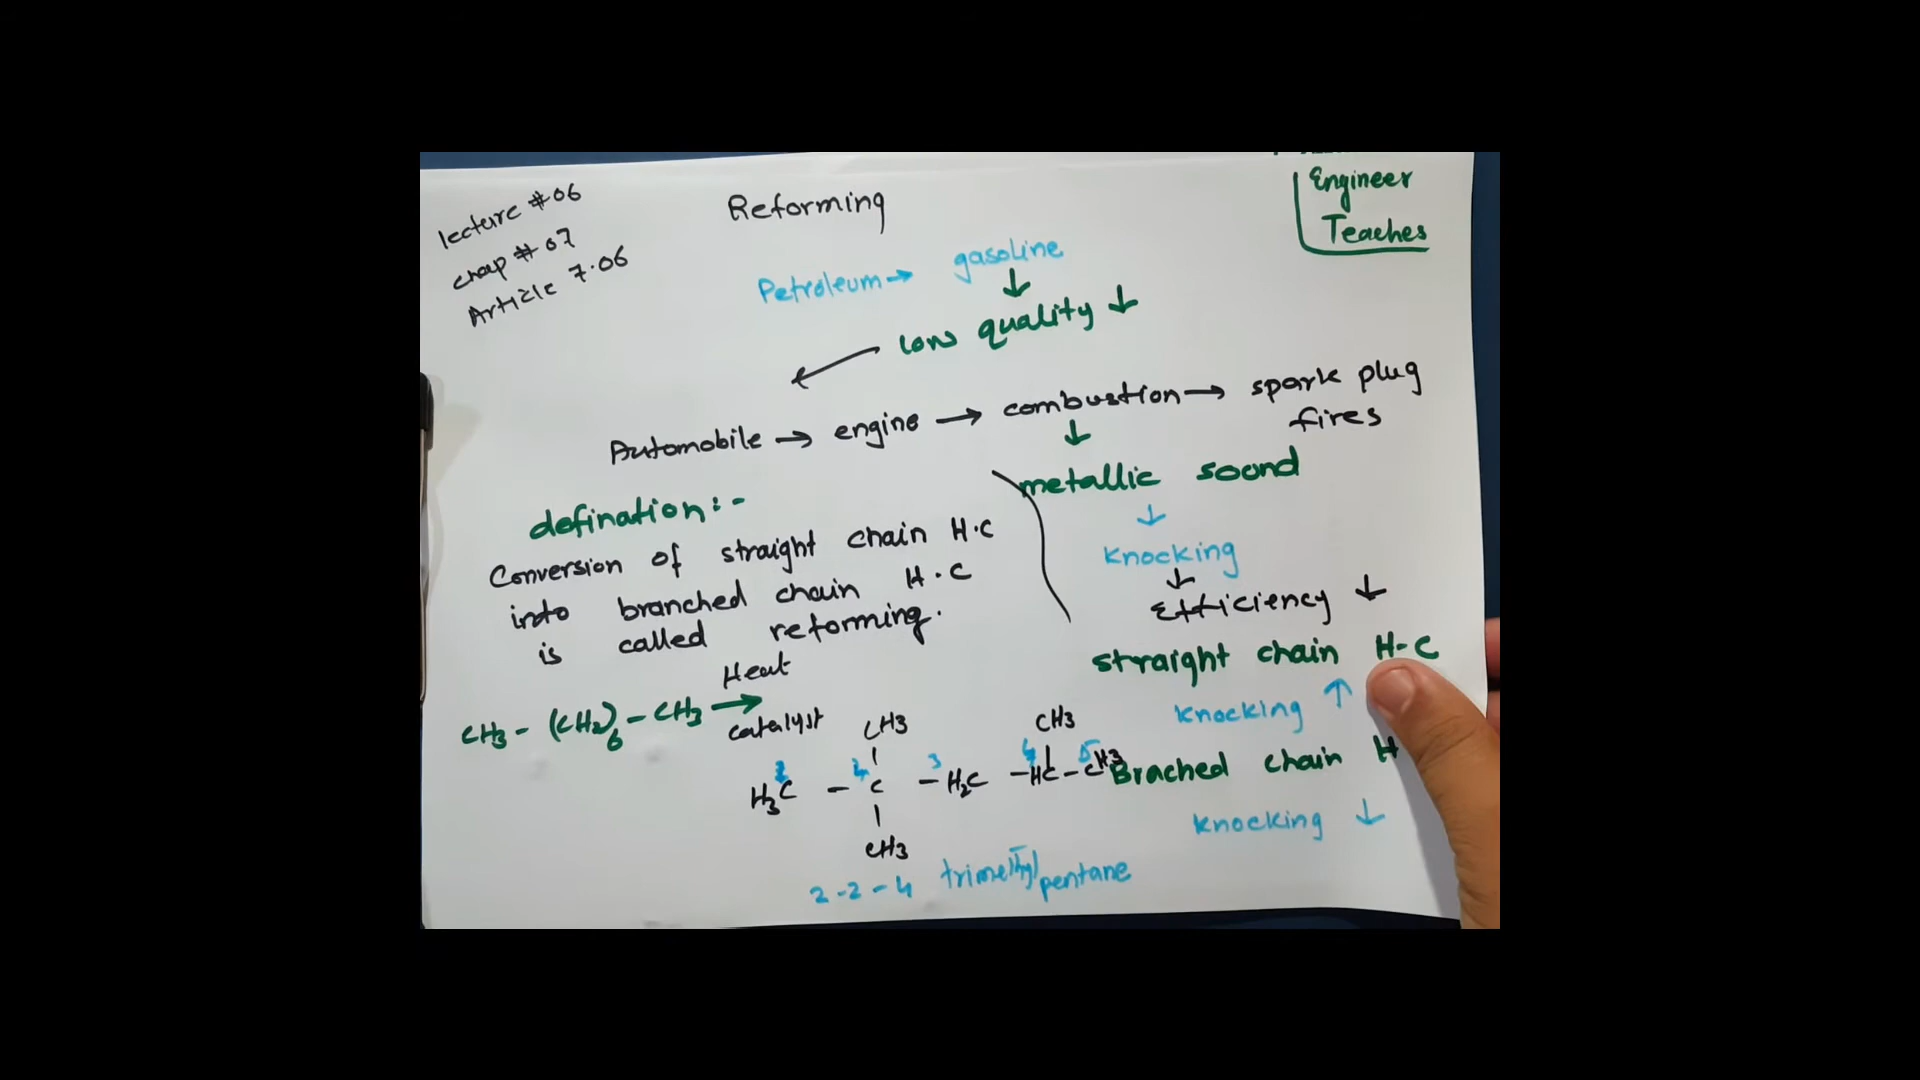 lecture #06
chap # 07
Article 7.06
Reforming
Engineer
Teaches
Petroleum → gasoline
↓
low quality ↓
Automobile → engine → combustion → spark plug
fires
↓
metallic sound
↓
knocking
↓
Efficiency ↓
straight chain H-C
knocking ↑
Brached chain H
knocking ↓
defination:-
Conversion of straight chain H.C
into branched chain H.C
is called reforming.
CH3 - (CH2)6 - CH3 →
Heat
catalyst
CH3
CH3
3
5
H3C - C - H2C - HC - CH3
CH3
2-2-4 trimethyl pentane